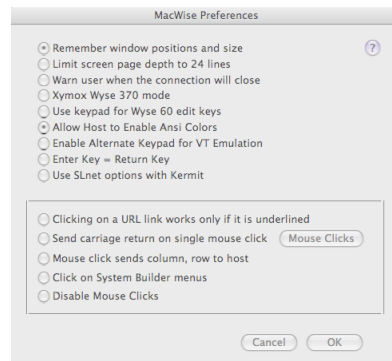 MacWise Preferences
Remember window positions and size
?
Limit screen page depth to 24 lines
Warn user when the connection will close
Xymox Wyse 370 mode
Use keypad for Wyse 60 edit keys
Allow Host to Enable Ansi Colors
Enable Alternate Keypad for VT Emulation
Enter Key = Return Key
Use SLnet options with Kermit
Clicking on a URL link works only if it is underlined
Send carriage return on single mouse click Mouse Clicks
Mouse click sends column, row to host
Click on System Builder menus
Disable Mouse Clicks
Cancel OK